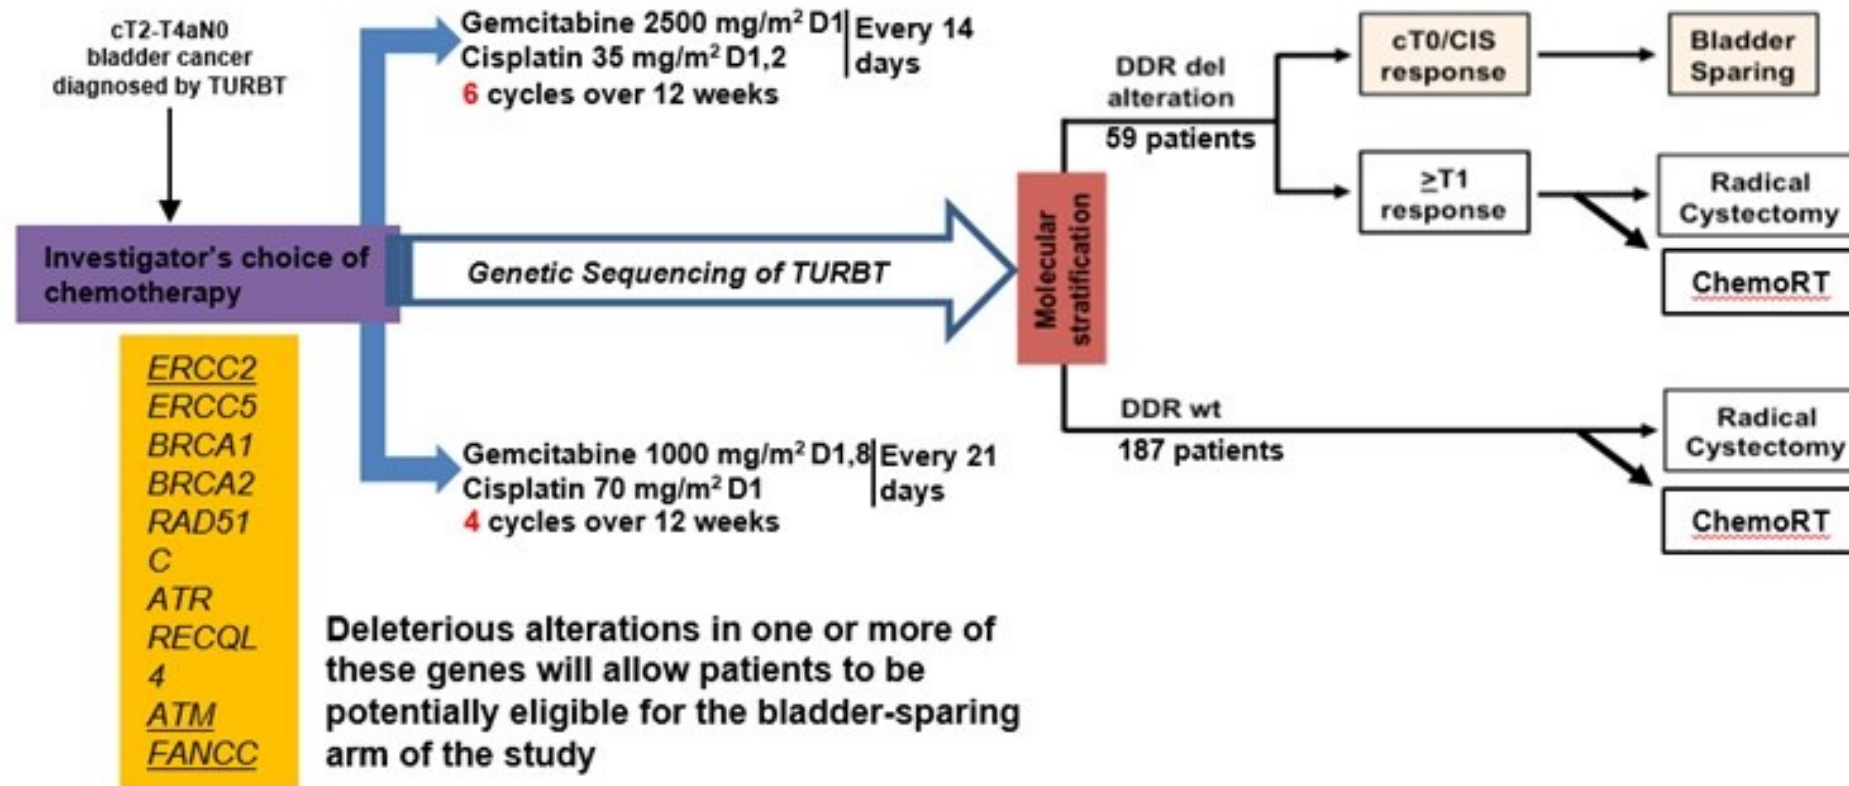 cT2-T4aN0
bladder cancer
diagnosed by TURBT
Investigator's choice of
chemotherapy
ERCC2
ERCC5
BRCA1
BRCA2
RAD51
C
ATR
RECQL
4
ATM
FANCC
Gemcitabine 2500 mg/m² D1
Cisplatin 35 mg/m² D1,2
Every 14
days
6 cycles over 12 weeks
Genetic Sequencing of TURBT
Gemcitabine 1000 mg/m² D1,8
Cisplatin 70 mg/m² D1
Every 21
days
4 cycles over 12 weeks
Deleterious alterations in one or more of
these genes will allow patients to be
potentially eligible for the bladder-sparing
arm of the study
Molecular
stratification
DDR del
alteration
59 patients
cT0/CIS
response
Bladder
Sparing
≥T1
response
Radical
Cystectomy
ChemoRT
DDR wt
187 patients
Radical
Cystectomy
ChemoRT